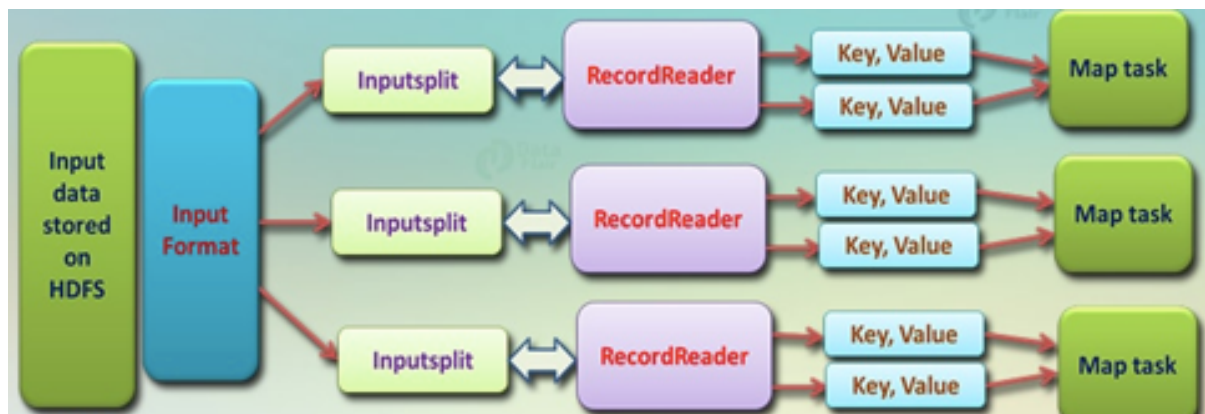 Input
data
stored
on
HDFS
Input
Format
Inputsplit
RecordReader
Key, Value
Key, Value
Map task
Inputsplit
RecordReader
Key, Value
Key, Value
Map task
Inputsplit
RecordReader
Key, Value
Key, Value
Map task